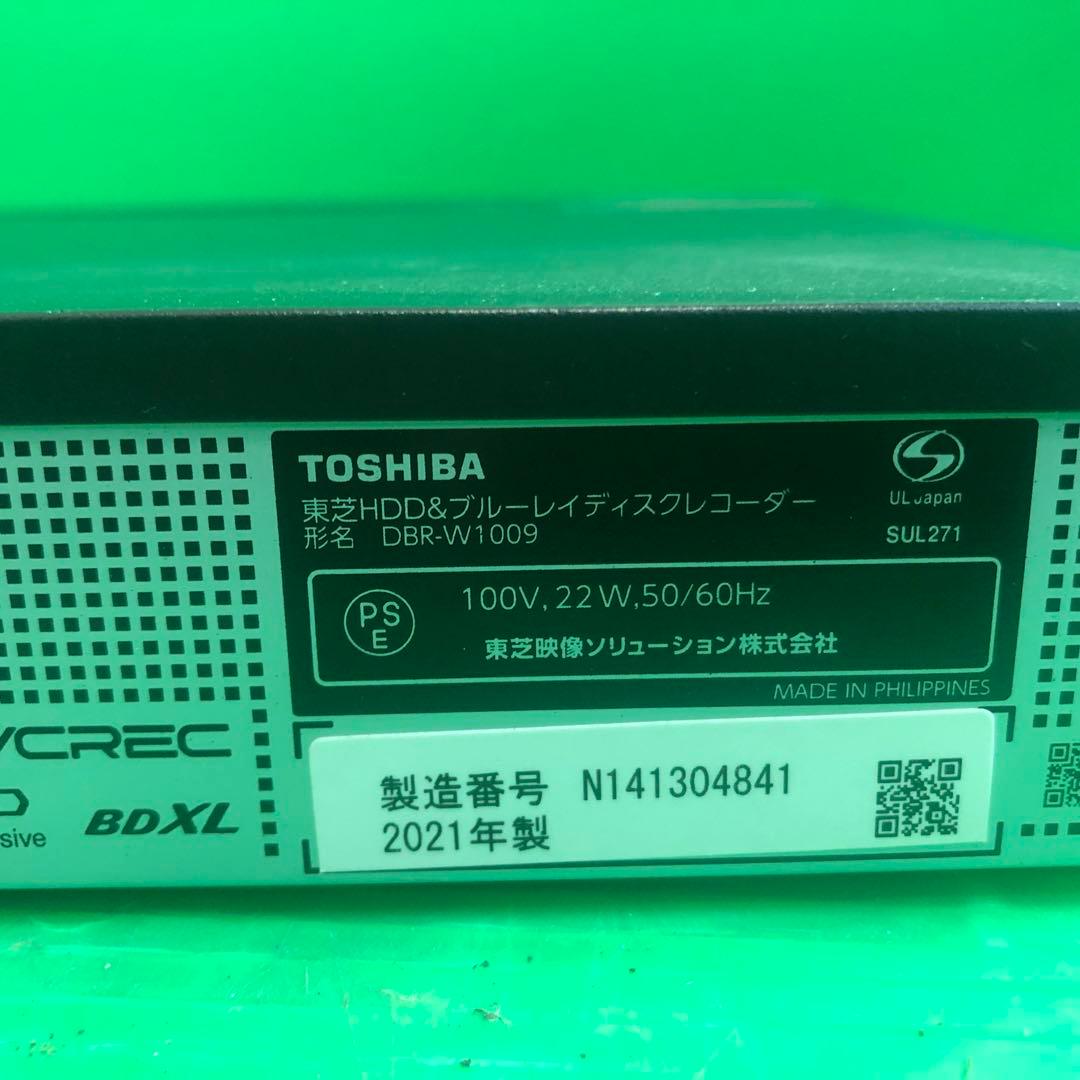 TOSHIBA
東芝HDD&ブルーレイディスクレコーダー
形名 DBR-W1009
UL Japan
SUL271
PS
E
100V, 22W, 50/60Hz
東芝映像ソリューション株式会社
MADE IN PHILIPPINES
VCREC
sive
BDXL
製造番号 N141304841
2021年製